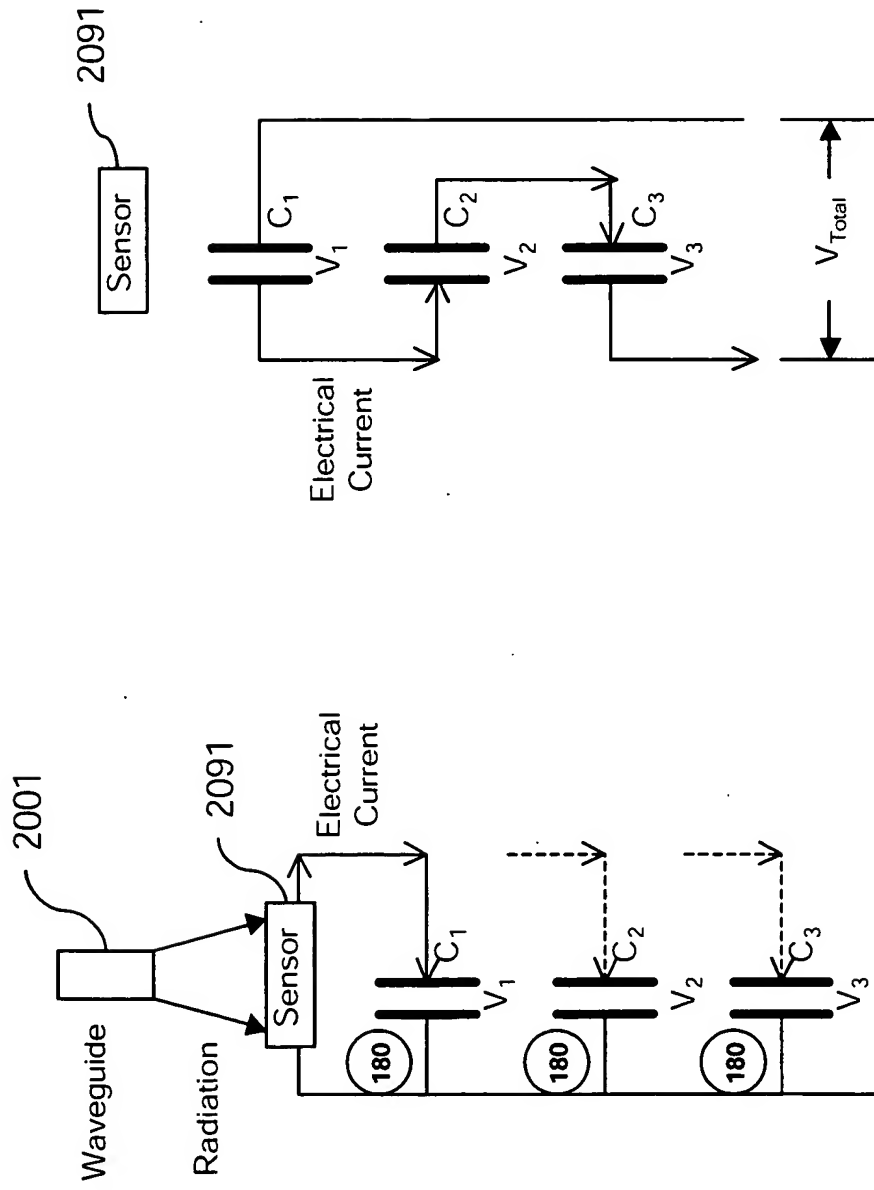 Waveguide
2001
Radiation
2091
Sensor
Electrical
Current
180
C1
V1
180
C2
V2
180
C3
V3
2091
Sensor
C1
V1
Electrical
Current
C2
V2
C3
V3
VTotal